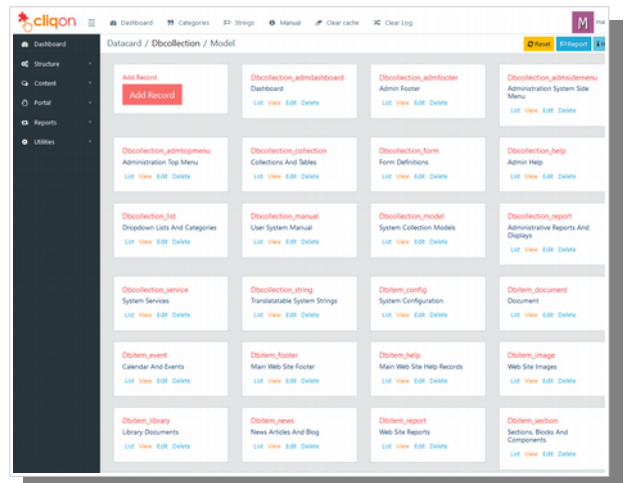 cliqon
Dashboard Categories Strings Manual Clear cache Clear Log M
Dashboard
Structure
Content
Portal
Reports
Utilities
Datacard / Dbcollection / Model
Reset Report
Add Record
Add Record
Dbcollection_admdashboard
Dashboard
List View Edit Delete
Dbcollection_admfooter
Admin Footer
List View Edit Delete
Dbcollection_admsidemenu
Administration System Side
Menu
List View Edit Delete
Dbcollection_admtopmenu
Administration Top Menu
List View Edit Delete
Dbcollection_collection
Collections And Tables
List View Edit Delete
Dbcollection_form
Form Definitions
List View Edit Delete
Dbcollection_help
Admin Help
List View Edit Delete
Dbcollection_list
Dropdown Lists And Categories
List View Edit Delete
Dbcollection_manual
User System Manual
List View Edit Delete
Dbcollection_model
System Collection Models
List View Edit Delete
Dbcollection_report
Administrative Reports And
Displays
List View Edit Delete
Dbcollection_service
System Services
List View Edit Delete
Dbcollection_string
Translatatable System Strings
List View Edit Delete
Dbitem_config
System Configuration
List View Edit Delete
Dbitem_document
Document
List View Edit Delete
Dbitem_event
Calendar And Events
List View Edit Delete
Dbitem_footer
Main Web Site Footer
List View Edit Delete
Dbitem_help
Main Web Site Help Records
List View Edit Delete
Dbitem_image
Web Site Images
List View Edit Delete
Dbitem_library
Library Documents
List View Edit Delete
Dbitem_news
News Articles And Blog
List View Edit Delete
Dbitem_report
Web Site Reports
List View Edit Delete
Dbitem_section
Sections, Blocks And
Components
List View Edit Delete